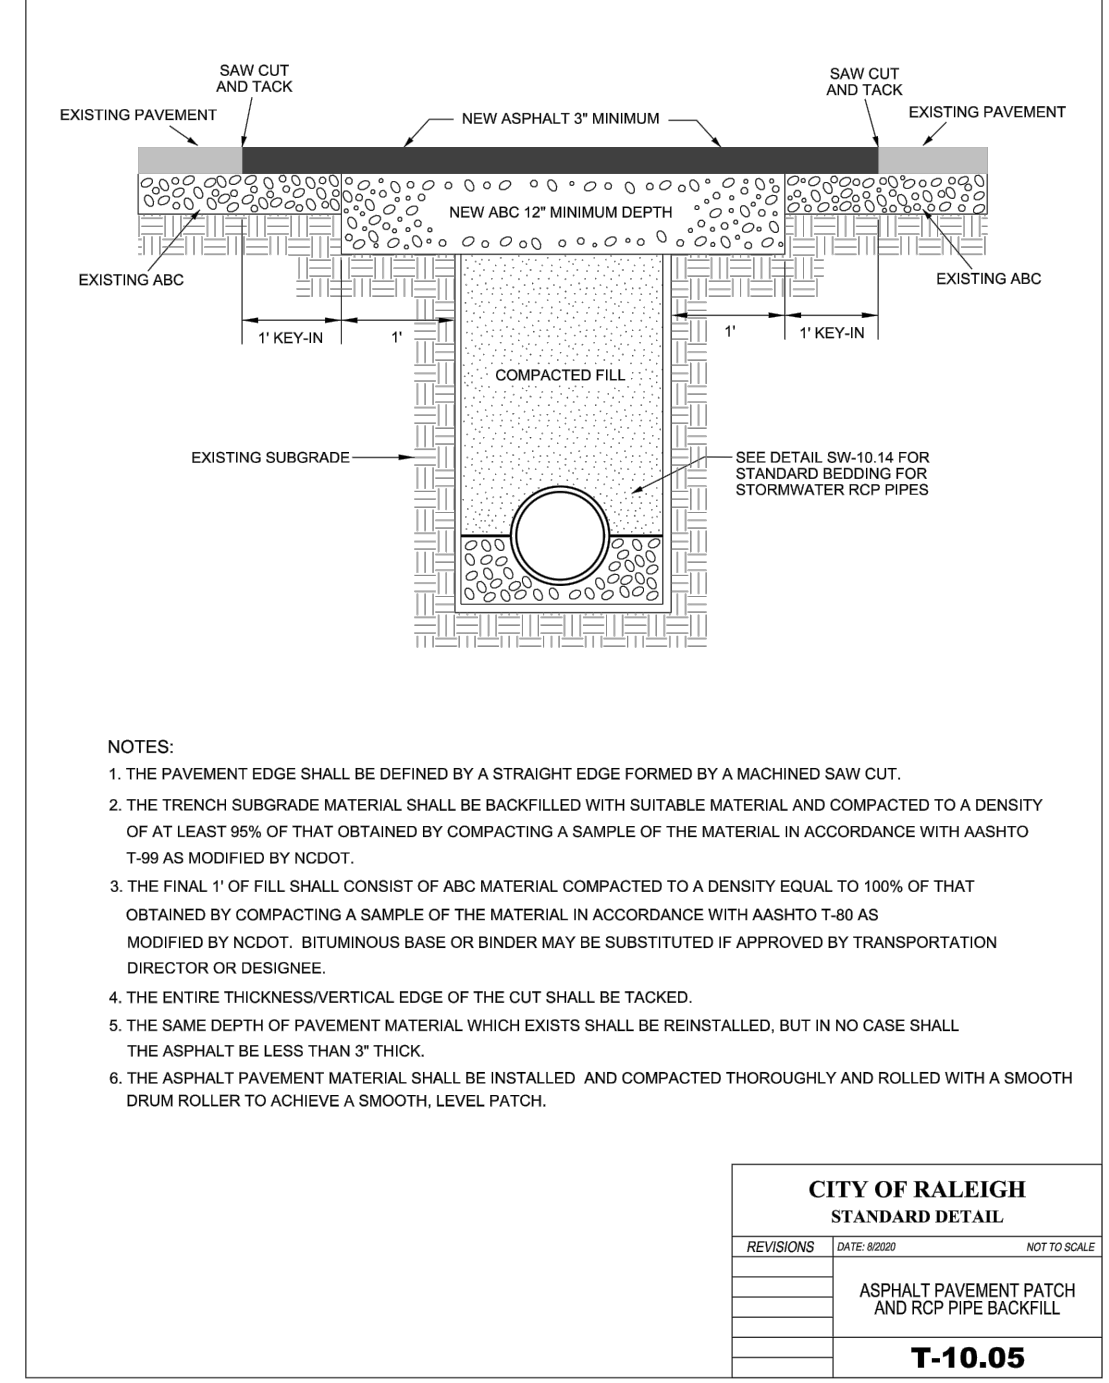 SAW CUT
AND TACK
SAW CUT
AND TACK
EXISTING PAVEMENT
NEW ASPHALT 3" MINIMUM
EXISTING PAVEMENT
NEW ABC 12" MINIMUM DEPTH
EXISTING ABC
EXISTING ABC
1' KEY-IN
1'
1'
1' KEY-IN
COMPACTED FILL
EXISTING SUBGRADE
SEE DETAIL SW-10.14 FOR
STANDARD BEDDING FOR
STORMWATER RCP PIPES
NOTES:
1. THE PAVEMENT EDGE SHALL BE DEFINED BY A STRAIGHT EDGE FORMED BY A MACHINED SAW CUT.
2. THE TRENCH SUBGRADE MATERIAL SHALL BE BACKFILLED WITH SUITABLE MATERIAL AND COMPACTED TO A DENSITY
OF AT LEAST 95% OF THAT OBTAINED BY COMPACTING A SAMPLE OF THE MATERIAL IN ACCORDANCE WITH AASHTO
T-99 AS MODIFIED BY NCDOT.
3. THE FINAL 1' OF FILL SHALL CONSIST OF ABC MATERIAL COMPACTED TO A DENSITY EQUAL TO 100% OF THAT
OBTAINED BY COMPACTING A SAMPLE OF THE MATERIAL IN ACCORDANCE WITH AASHTO T-80 AS
MODIFIED BY NCDOT. BITUMINOUS BASE OR BINDER MAY BE SUBSTITUTED IF APPROVED BY TRANSPORTATION
DIRECTOR OR DESIGNEE.
4. THE ENTIRE THICKNESS/VERTICAL EDGE OF THE CUT SHALL BE TACKED.
5. THE SAME DEPTH OF PAVEMENT MATERIAL WHICH EXISTS SHALL BE REINSTALLED, BUT IN NO CASE SHALL
THE ASPHALT BE LESS THAN 3" THICK.
6. THE ASPHALT PAVEMENT MATERIAL SHALL BE INSTALLED AND COMPACTED THOROUGHLY AND ROLLED WITH A SMOOTH
DRUM ROLLER TO ACHIEVE A SMOOTH, LEVEL PATCH.
CITY OF RALEIGH
STANDARD DETAIL
REVISIONS
DATE: 8/2020
NOT TO SCALE
ASPHALT PAVEMENT PATCH
AND RCP PIPE BACKFILL
T-10.05